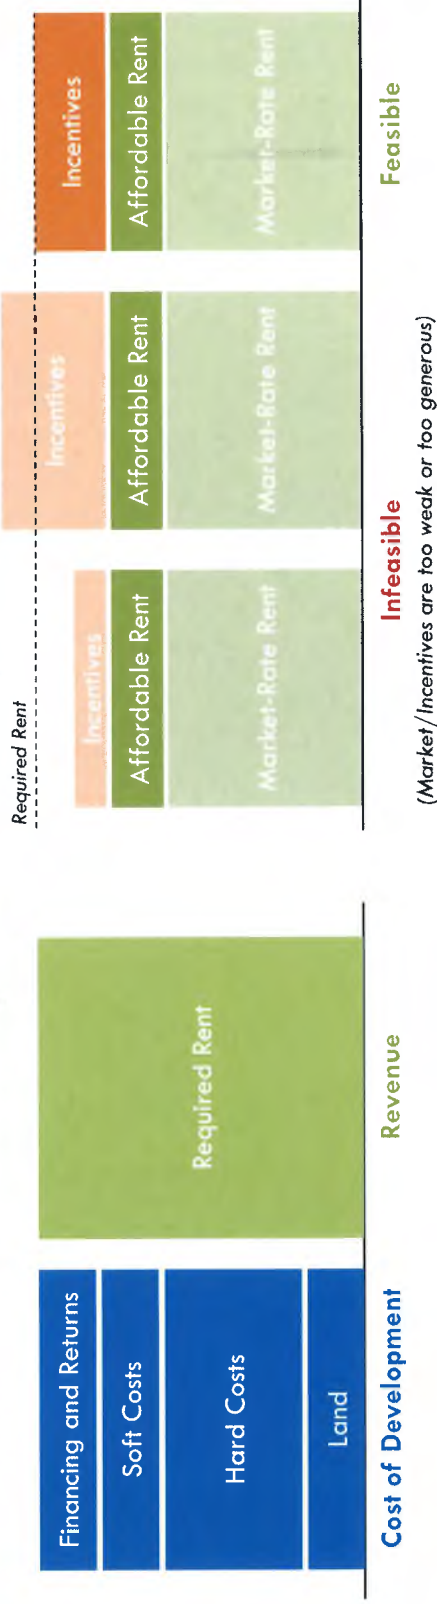 Financing and Returns
Soft Costs
Hard Costs
Land
Cost of Development
Required Rent
Revenue
Required Rent
Incentives
Affordable Rent
Market-Rate Rent
Incentives
Affordable Rent
Market-Rate Rent
Infeasible
(Market/Incentives are too weak or too generous)
Incentives
Affordable Rent
Market-Rate Rent
Feasible